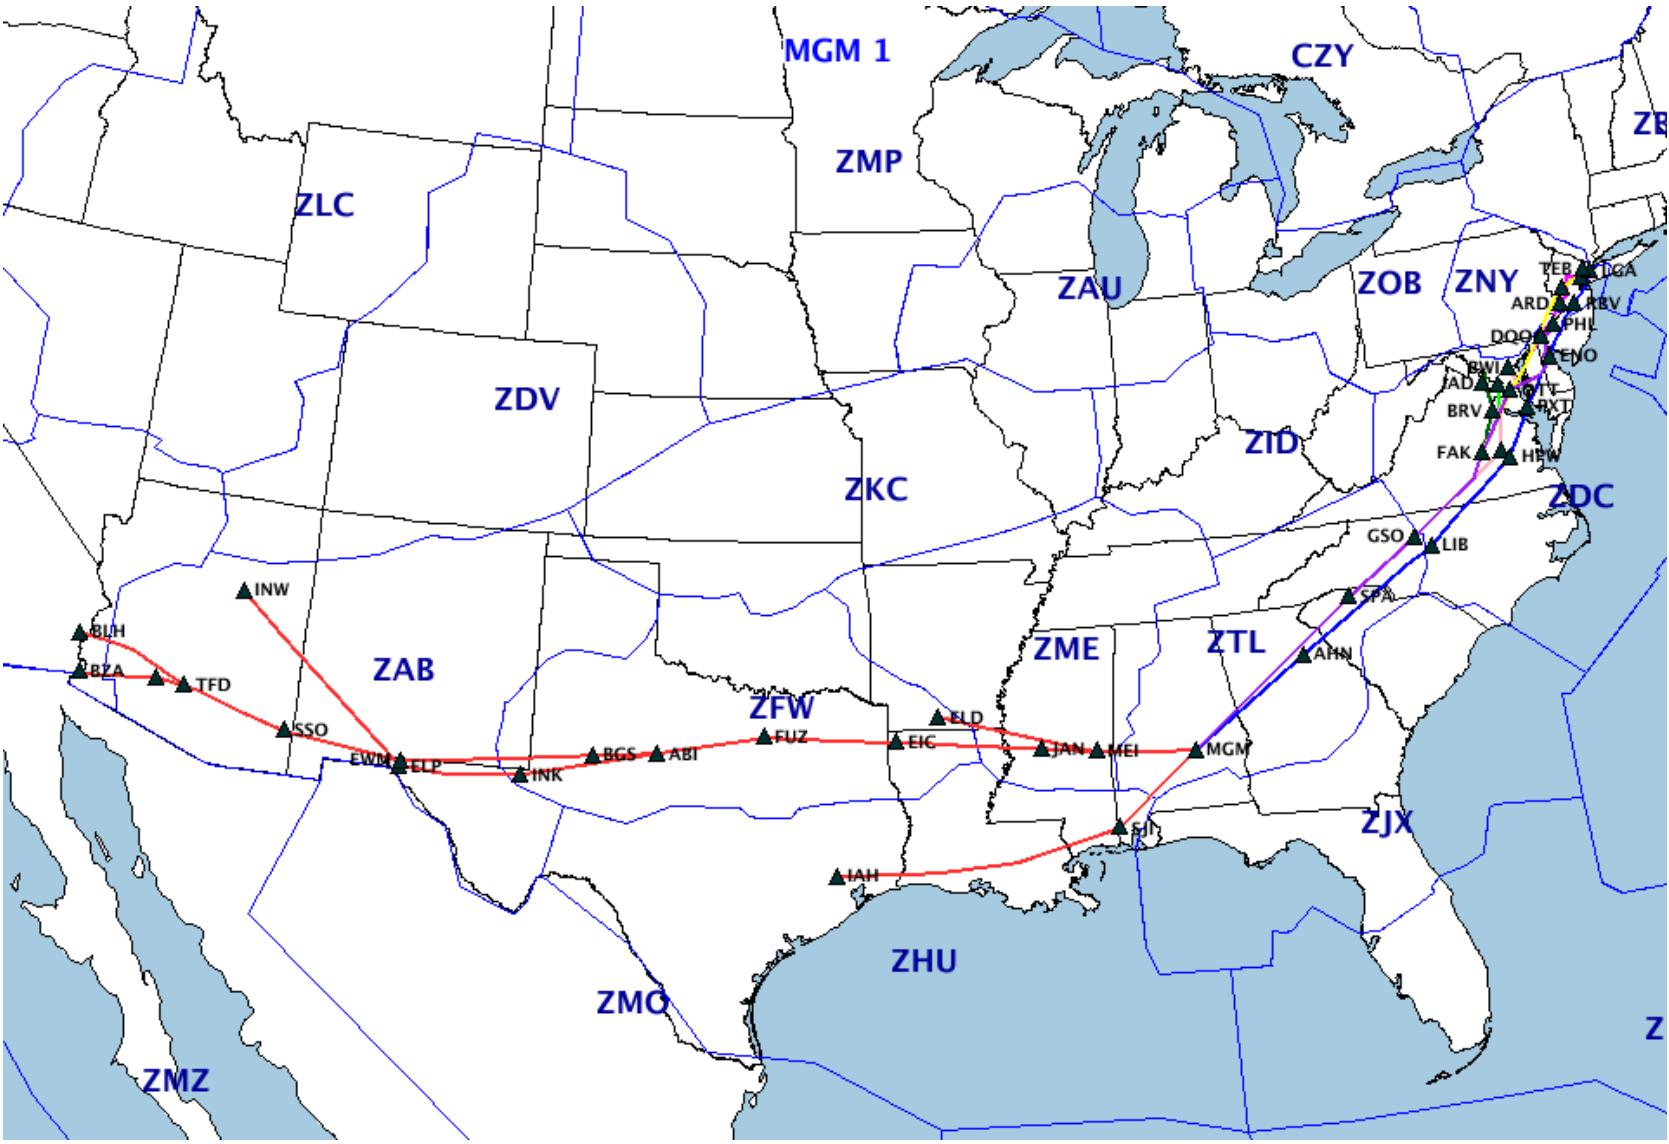 MGM 1
CZY
ZB
ZMP
ZLC
TEB
LGA
ZAU
ZOB
ZNY
ARD
RBV
PHL
DQO
ENO
BWI
IAD
OTT
PXT
BRV
ZDV
ZID
FAK
HPW
ZKC
ZDC
GSO
LIB
INW
SPA
BLH
ZME
ZTL
AHN
BZA
TFD
ZAB
ZFW
ELD
SSO
FUZ
EIC
JAN
MEI
MGM
EWM
ELP
BGS
ABI
INK
SJI
ZJX
IAH
ZHU
ZMO
Z
ZMZ